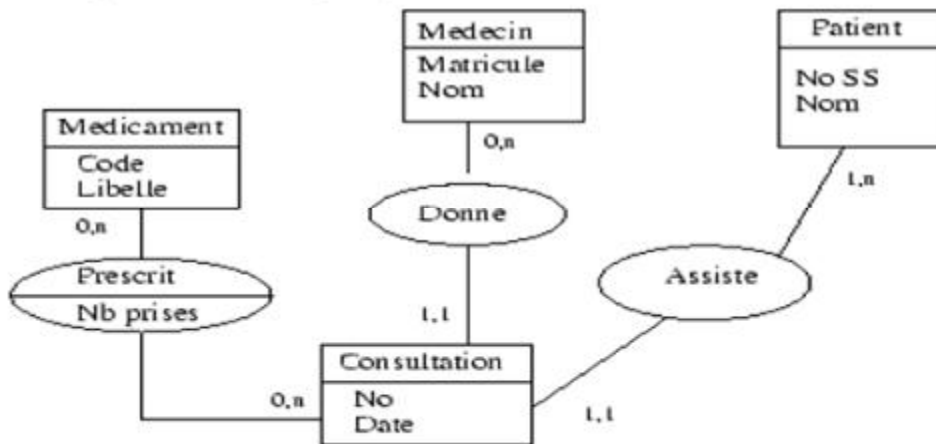 Medecin
Matricule
Nom
Patient
No SS
Nom
Medicament
Code
Libelle
0,n
0,n
1,n
Donne
Prescrit
Nb prises
Assiste
1,1
Consultation
No
Date
0,n
1,1